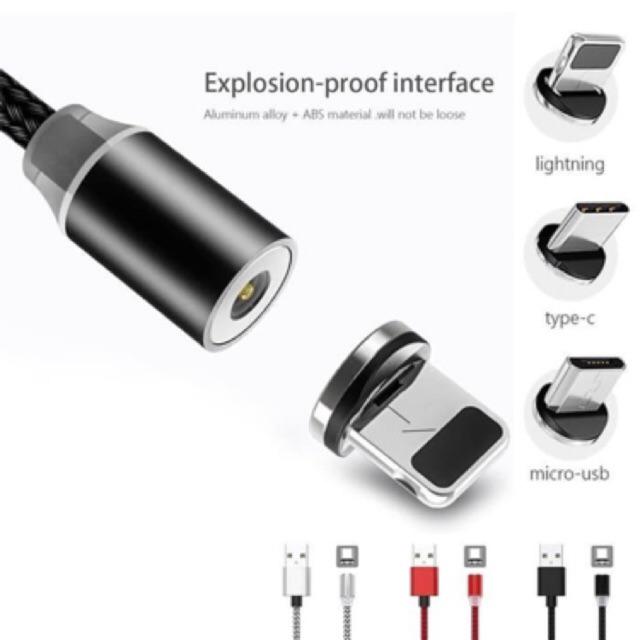 Explosion-proof interface
Aluminum alloy + ABS material .will not be loose
lightning
type-c
micro-usb